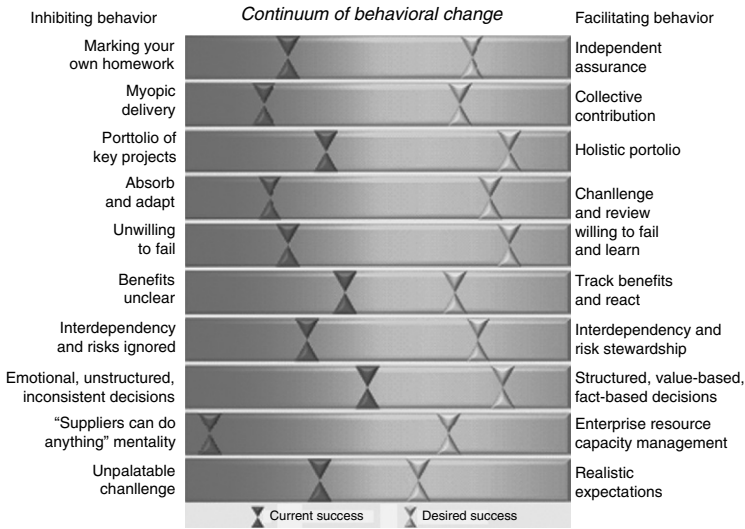 Inhibiting behavior
Continuum of behavioral change
Facilitating behavior
Marking your
own homework
Independent
assurance
Myopic
delivery
Collective
contribution
Porttolio of
key projects
Holistic portolio
Absorb
and adapt
Chanllenge
and review
Unwilling
to fail
willing to fail
and learn
Benefits
unclear
Track benefits
and react
Interdependency
and risks ignored
Interdependency and
risk stewardship
Emotional, unstructured,
inconsistent decisions
Structured, value-based,
fact-based decisions
“Suppliers can do
anything” mentality
Enterprise resource
capacity management
Unpalatable
chanllenge
Realistic
expectations
Current success
Desired success